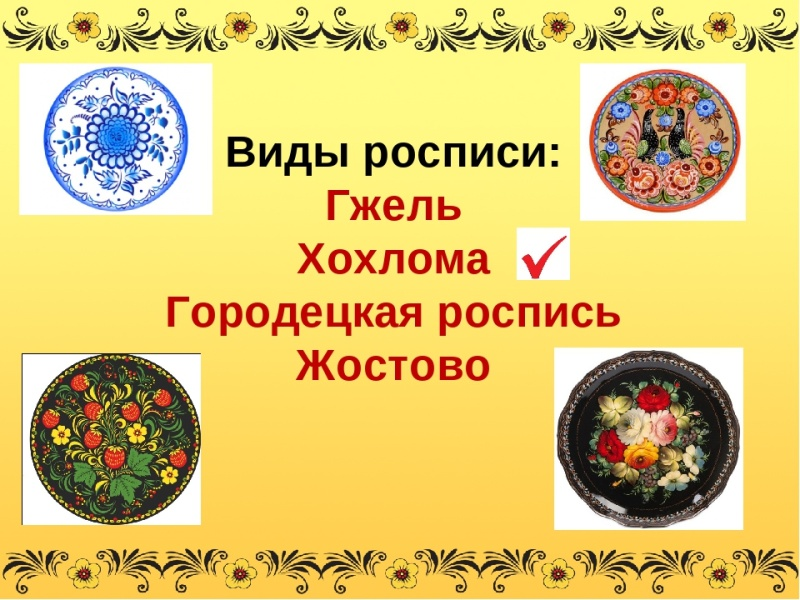 Виды росписи:
Гжель
Хохлома
Городецкая роспись
Жостово